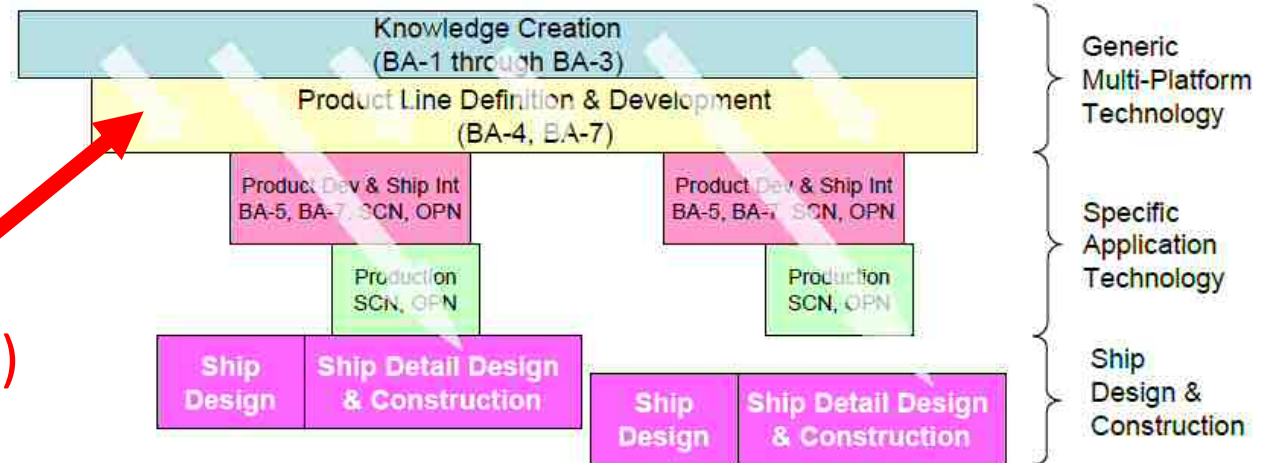 Knowledge Creation
(BA-1 through BA-3)
Product Line Definition & Development
(BA-4, BA-7)
Generic
Multi-Platform
Technology
Product Dev & Ship Int
BA-5, BA-7, SCN, OPN
Product Dev & Ship Int
BA-5, BA-7, SCN, OPN
Production
SCN, OPN
Production
SCN, OPN
Specific
Application
Technology
)
Ship
Design
Ship Detail Design
& Construction
Ship
Design
Ship Detail Design
& Construction
Ship
Design &
Construction